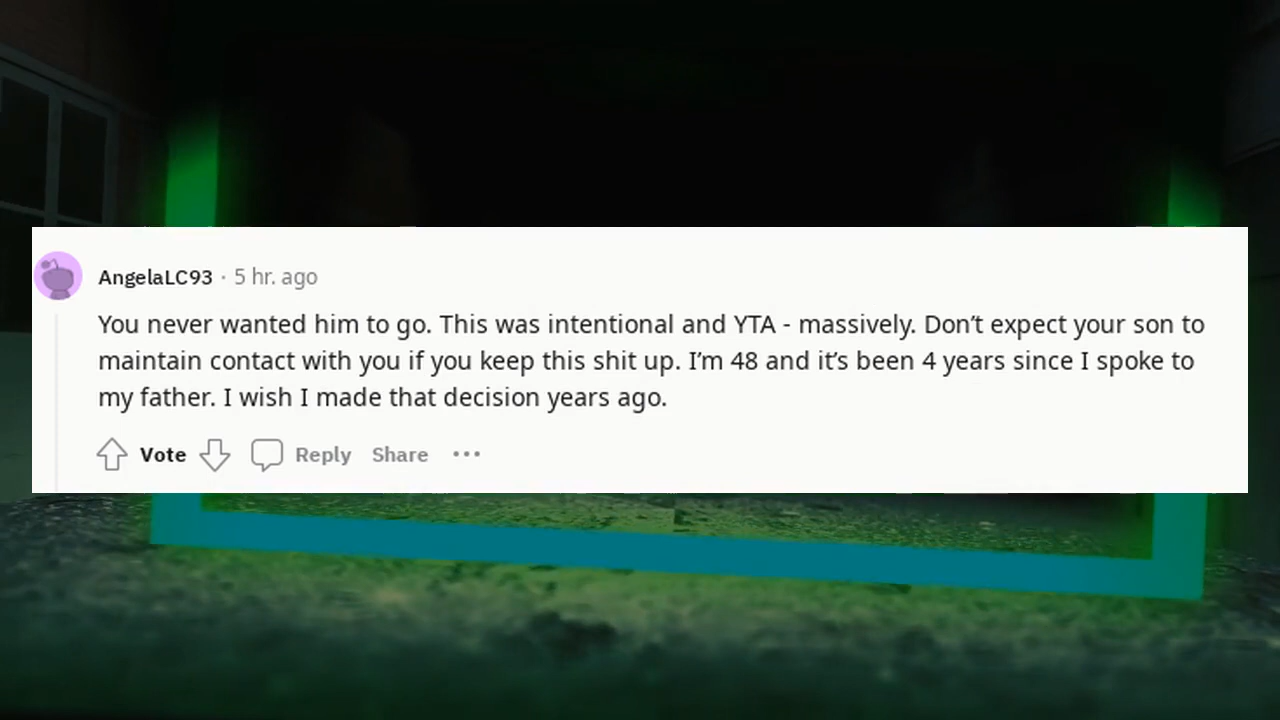 AngelaLC93 · 5 hr. ago
You never wanted him to go. This was intentional and YTA - massively. Don’t expect your son to
maintain contact with you if you keep this shit up. I’m 48 and it’s been 4 years since I spoke to
my father. I wish I made that decision years ago.
Vote Reply Share ···